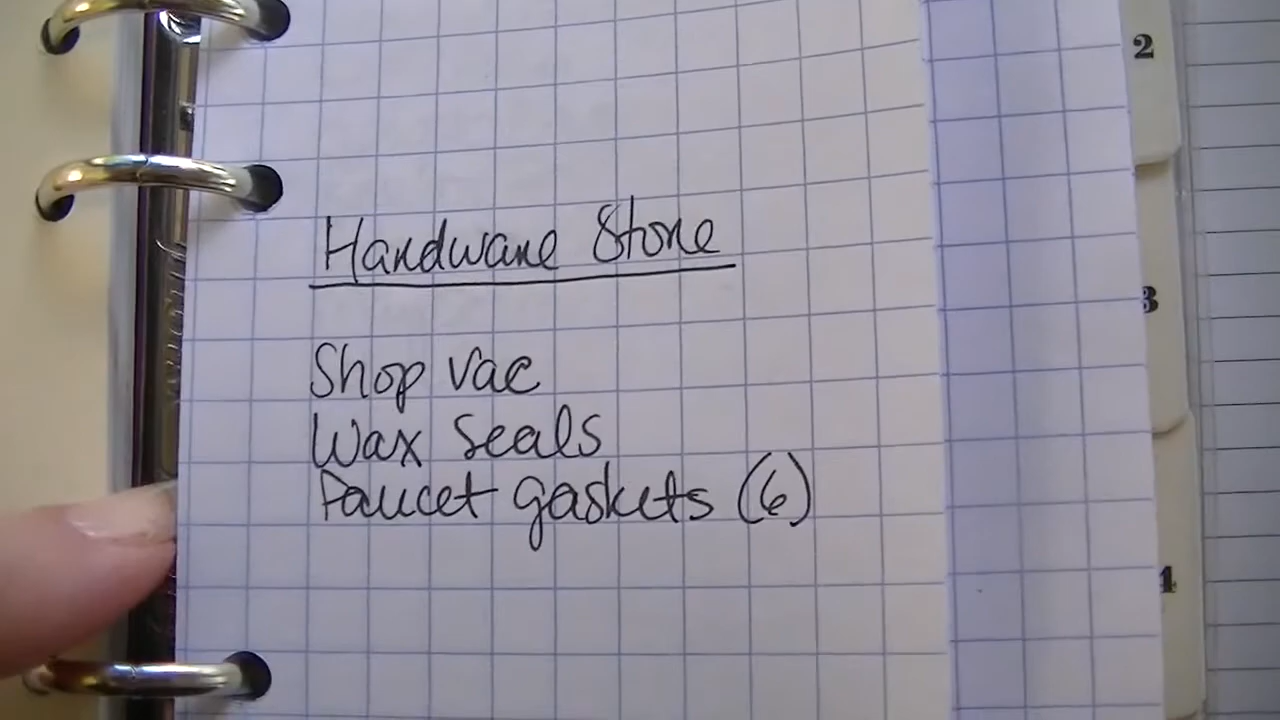 Hardware Store
Shop Vac
Wax seals
Faucet gaskets (6)
2
3
4